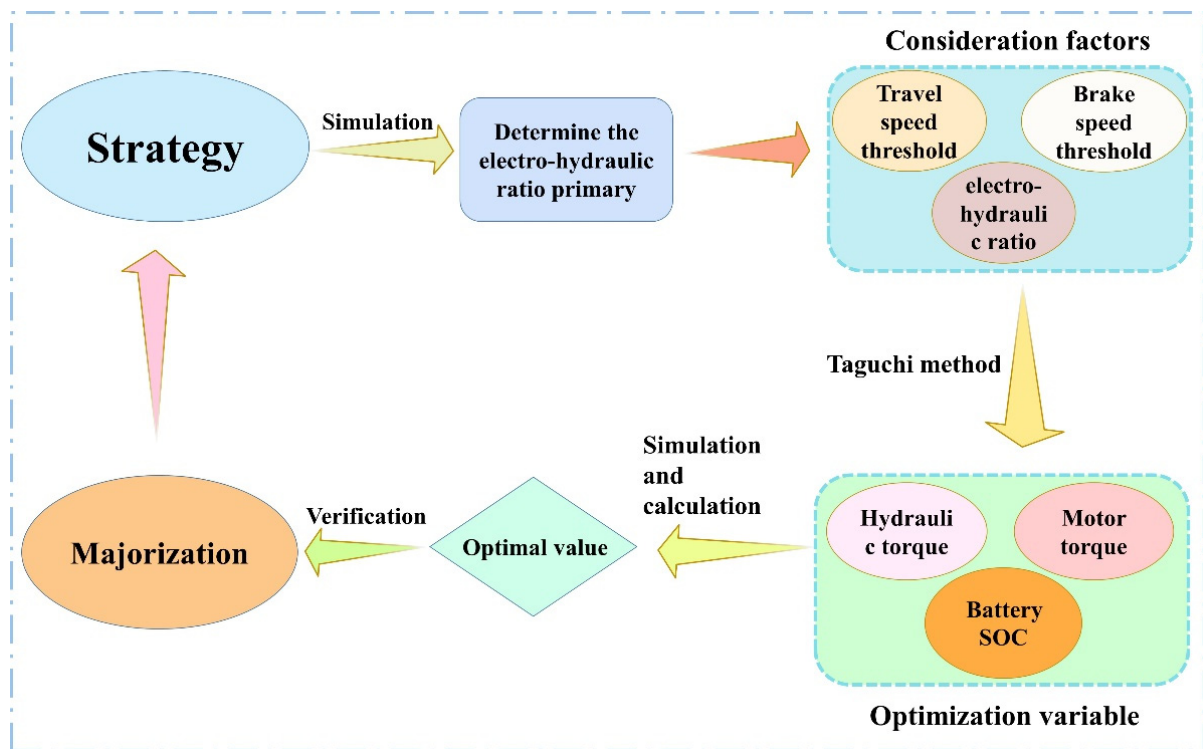 Consideration factors
Strategy
Simulation
Determine the
electro-hydraulic
ratio primary
Travel
speed
threshold
Brake
speed
threshold
electro-
hydrauli
c ratio
Taguchi method
Hydrauli
c torque
Motor
torque
Battery
SOC
Optimization variable
Simulation
and
calculation
Optimal value
Verification
Majorization